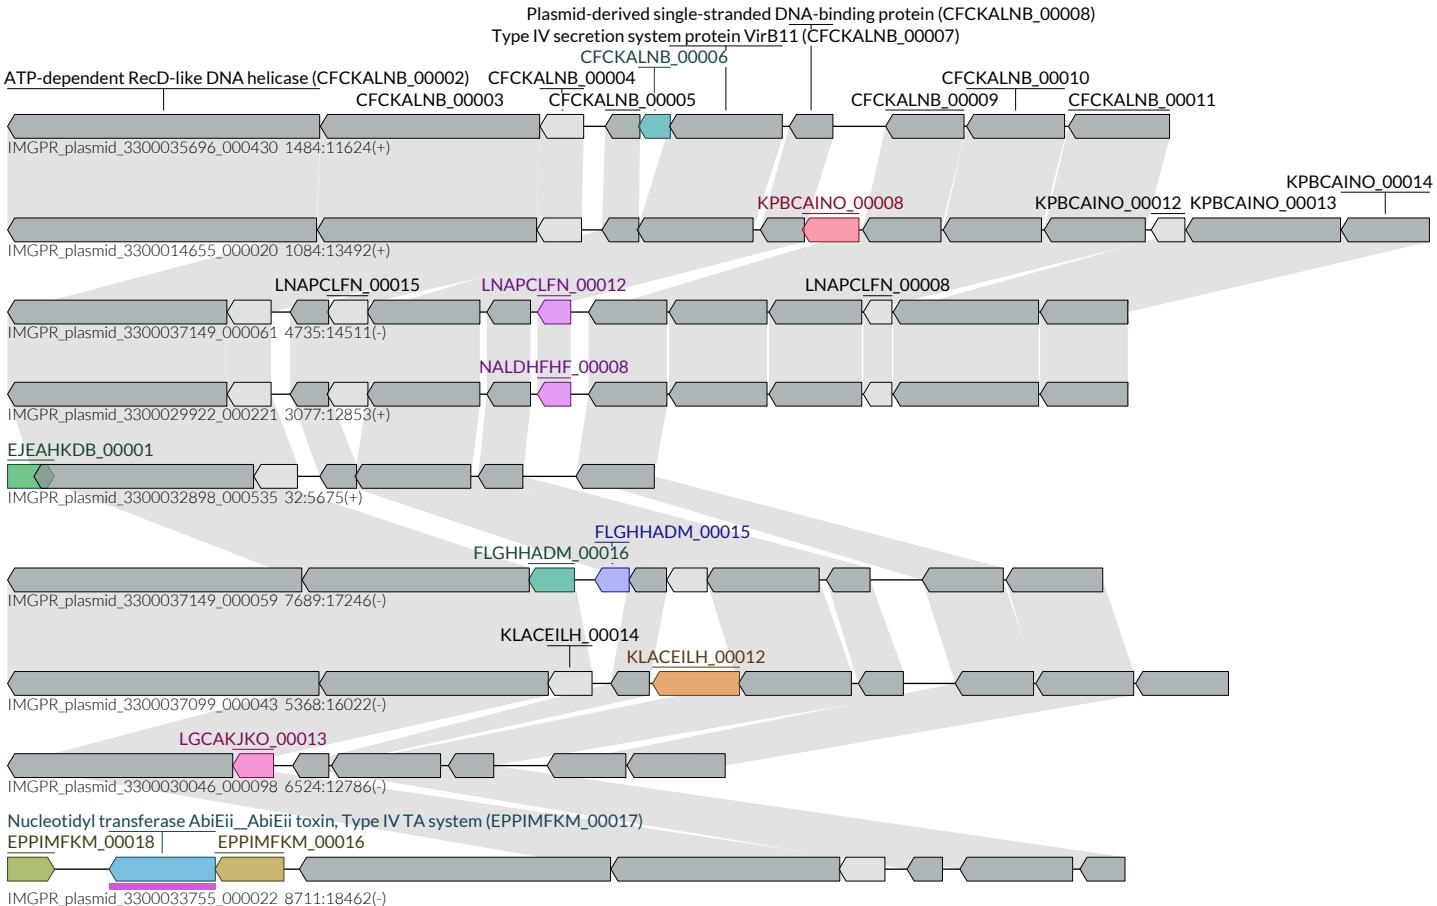 Plasmid-derived single-stranded DNA-binding protein (CFCKALNB_00008)
Type IV secretion system protein VirB11 (CFCKALNB_00007)
CFCKALNB_00006
ATP-dependent RecD-like DNA helicase (CFCKALNB_00002) CFCKALNB_00004 CFCKALNB_00010
CFCKALNB_00003 CFCKALNB_00005 CFCKALNB_00009 CFCKALNB_00011
IMGPR_plasmid_3300035696_000430 1484:11624(+)
KPBCAINO_00014
KPBCAINO_00008 KPBCAINO_00012 KPBCAINO_00013
IMGPR_plasmid_3300014655_000020 1084:13492(+)
LNAPCLFN_00015 LNAPCLFN_00012 LNAPCLFN_00008
IMGPR_plasmid_3300037149_000061 4735:14511(-)
NALDHFHF_00008
IMGPR_plasmid_3300029922_000221 3077:12853(+)
EJEAHKDB_00001
IMGPR_plasmid_3300032898_000535 32:5675(+)
FLGHHADM_00015
FLGHHADM_00016
IMGPR_plasmid_3300037149_000059 7689:17246(-)
KLACEILH_00014
KLACEILH_00012
IMGPR_plasmid_3300037099_000043 5368:16022(-)
LGCAKJKO_00013
IMGPR_plasmid_3300030046_000098 6524:12786(-)
Nucleotidyl transferase AbiEii__AbiEii toxin, Type IV TA system (EPPIMFKM_00017)
EPPIMFKM_00018 EPPIMFKM_00016
IMGPR_plasmid_3300033755_000022 8711:18462(-)